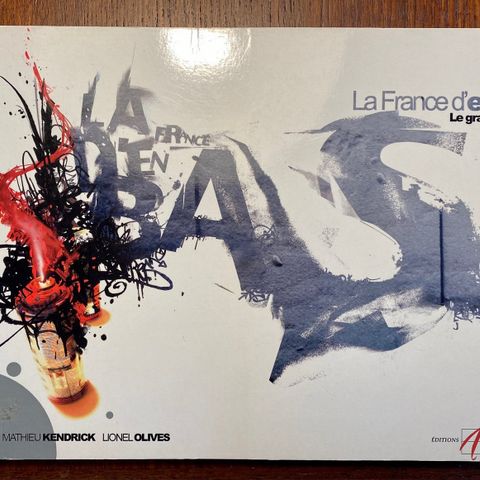 LA
FRANCE
D'EN
BAS
La France d'e
Le gra
MATHIEU KENDRICK LIONEL OLIVES
ÉDITIONS A